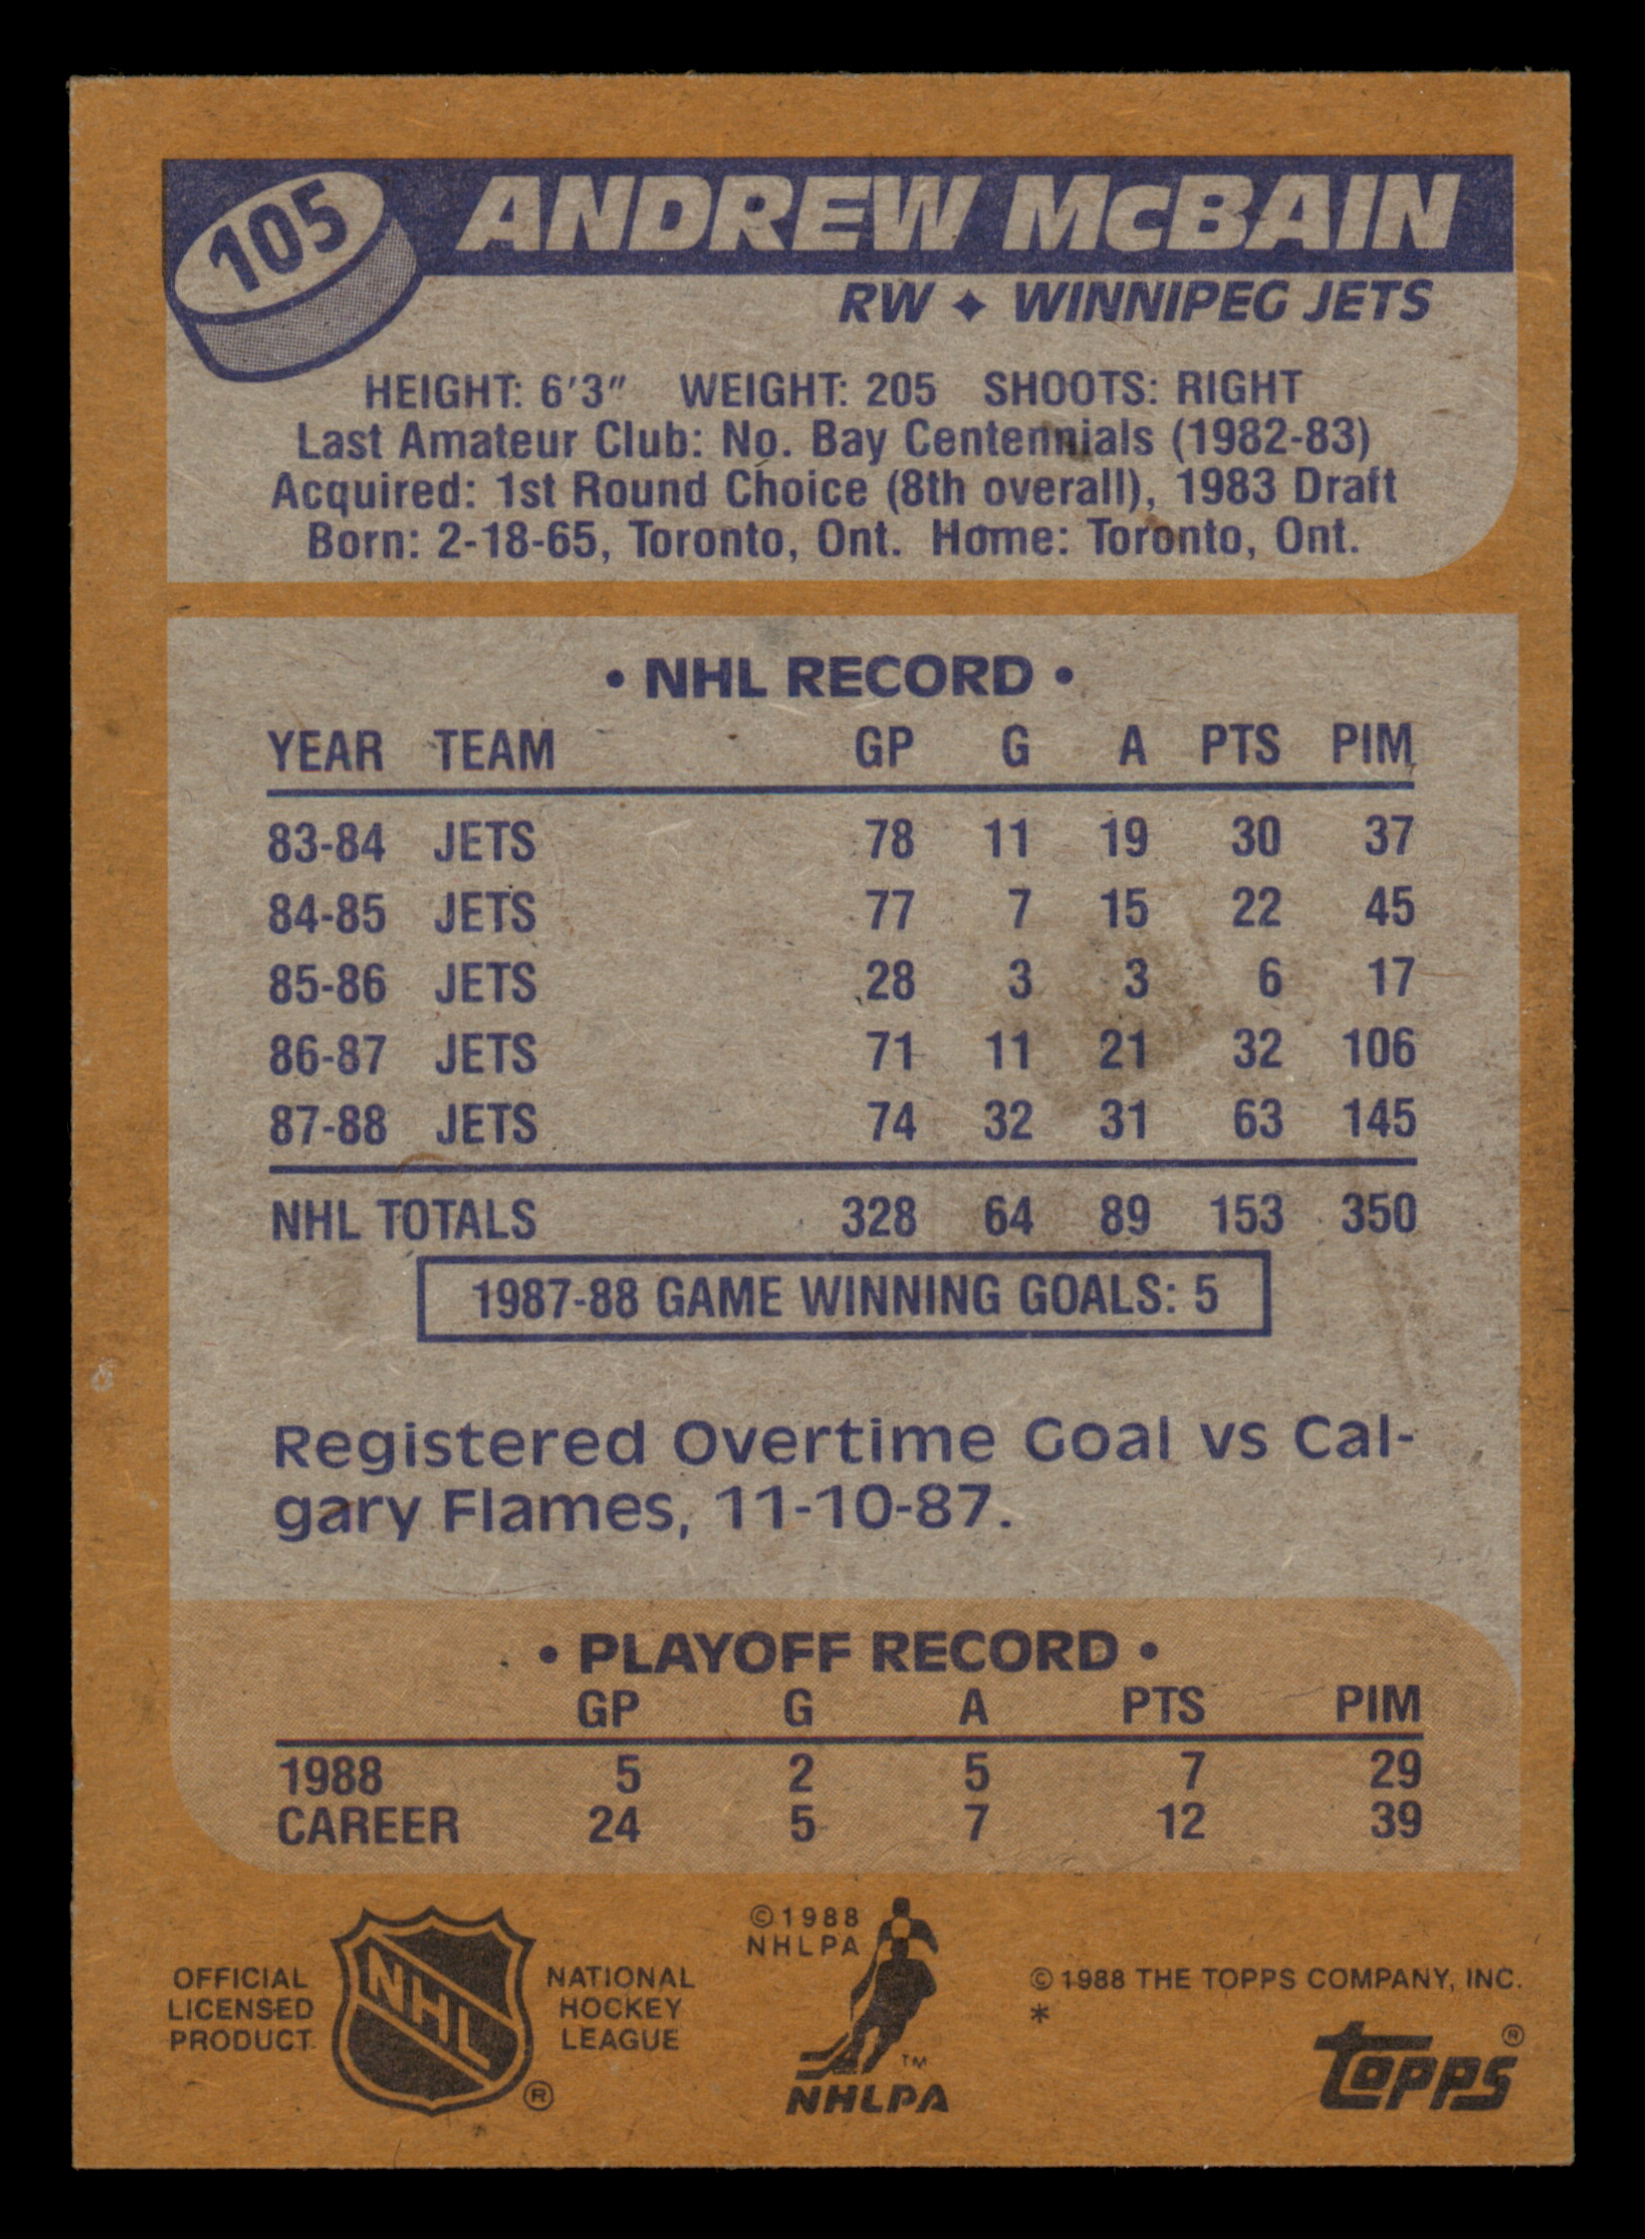 105
ANDREW McBAIN
RW ✦ WINNIPEG JETS
HEIGHT: 6'3" WEIGHT: 205 SHOOTS: RIGHT
Last Amateur Club: No. Bay Centennials (1982-83)
Acquired: 1st Round Choice (8th overall), 1983 Draft
Born: 2-18-65, Toronto, Ont. Home: Toronto, Ont.
• NHL RECORD •
YEAR TEAM GP G A PTS PIM
83-84 JETS 78 11 19 30 37
84-85 JETS 77 7 15 22 45
85-86 JETS 28 3 3 6 17
86-87 JETS 71 11 21 32 106
87-88 JETS 74 32 31 63 145
NHL TOTALS 328 64 89 153 350
1987-88 GAME WINNING GOALS: 5
Registered Overtime Goal vs Cal-
gary Flames, 11-10-87.
• PLAYOFF RECORD •
GP G A PTS PIM
1988 5 2 5 7 29
CAREER 24 5 7 12 39
OFFICIAL
LICENSED
PRODUCT
NHL
®
NATIONAL
HOCKEY
LEAGUE
©1988
NHLPA
TM
NHLPA
© 1988 THE TOPPS COMPANY, INC.
*
topps®